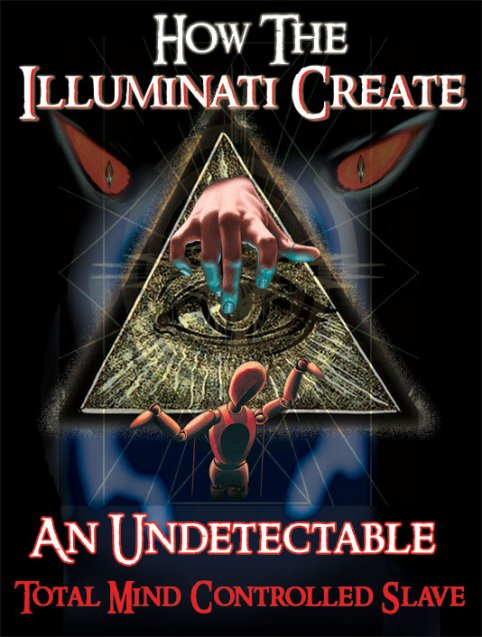 How The
Illuminati Create
An Undetectable
Total Mind Controlled Slave